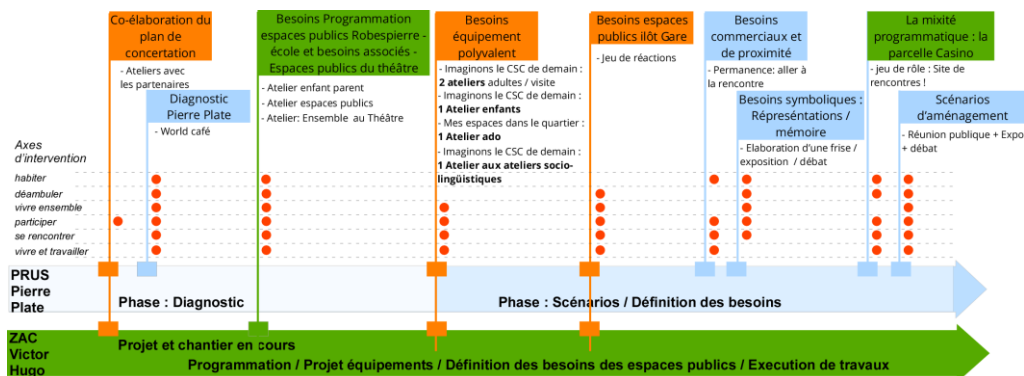 Co-élaboration du
plan de
concertation
- Ateliers avec
les partenaires
Diagnostic
Pierre Plate
- World café
Besoins Programmation
espaces publics Robespierre -
école et besoins associés -
Espaces publics du théâtre
- Atelier enfant parent
- Atelier espaces publics
- Atelier: Ensemble au Théâtre
Besoins
équipement
polyvalent
- Imaginons le CSC de demain :
2 ateliers adultes / visite
- Imaginons le CSC de demain :
1 Atelier enfants
- Mes espaces dans le quartier :
1 Atelier ado
- Imaginons le CSC de demain :
1 Atelier aux ateliers socio-
lingüistiques
Besoins espaces
publics ilôt Gare
- Jeu de réactions
Besoins
commerciaux et
de proximité
- Permanence: aller à
la rencontre
Besoins symboliques :
Répréséntations /
mémoire
- Elaboration d'une frise /
exposition / débat
La mixité
programmatique : la
parcelle Casino
- jeu de rôle : Site de
rencontres !
Scénarios
d'aménagement
- Réunion publique + Expo
+ débat
Axes
d'intervention
habiter
déambuler
vivre ensemble
participer
se rencontrer
vivre et travailler
PRUS
Pierre
Plate
Phase : Diagnostic
Phase : Scénarios / Définition des besoins
ZAC
Victor
Hugo
Projet et chantier en cours
Programmation / Projet équipements / Définition des besoins des espaces publics / Execution de travaux